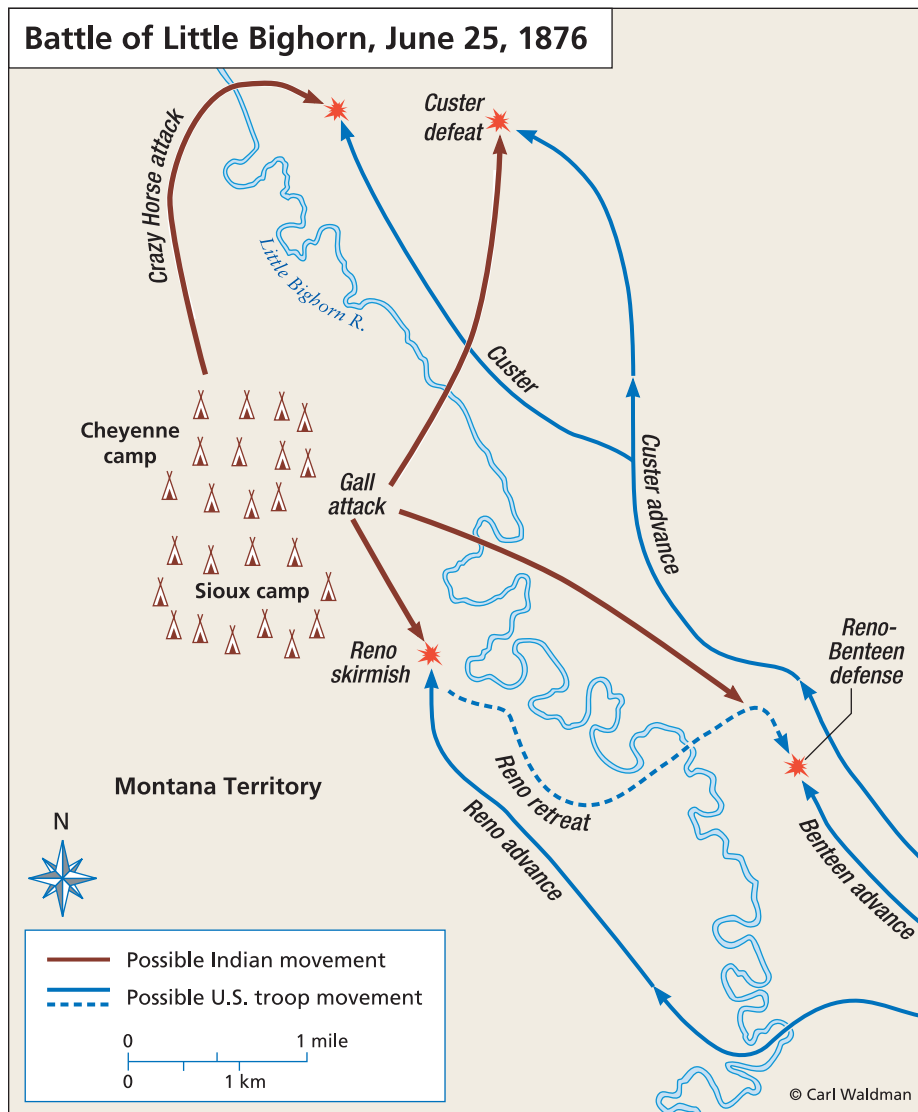 Battle of Little Bighorn, June 25, 1876
Crazy Horse attack
Custer
defeat
Little Bighorn R.
Custer
Cheyenne
camp
Gall
attack
Custer advance
Sioux camp
Reno
skirmish
Reno-
Benteen
defense
Reno retreat
Montana Territory
Reno advance
Benteen advance
N
Possible Indian movement
Possible U.S. troop movement
0 1 mile
0 1 km
© Carl Waldman